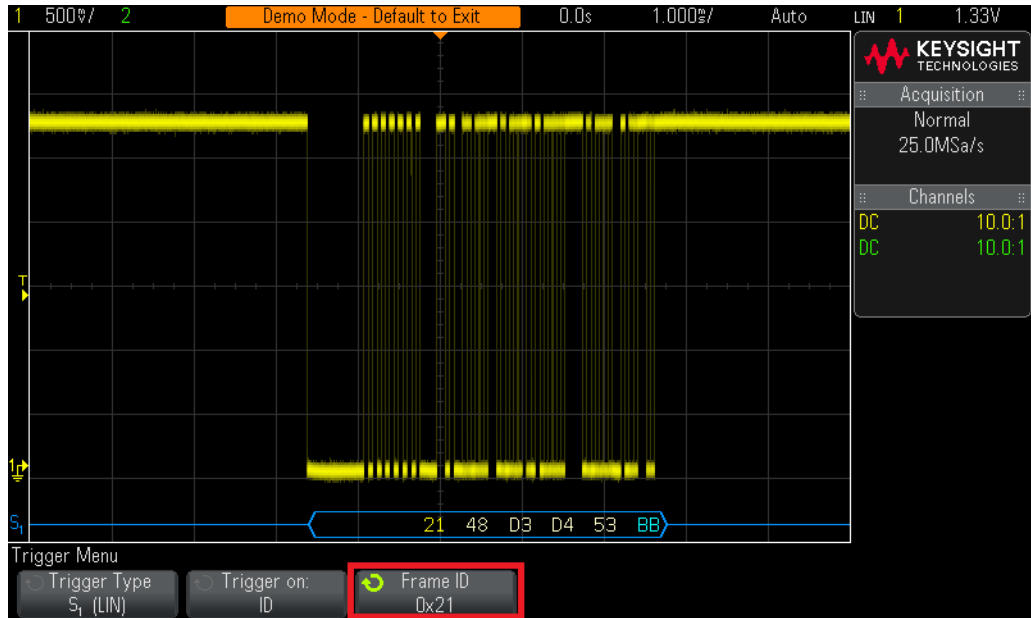 1 500V/ 2 Demo Mode - Default to Exit 0.0s 1.000s/ Auto LIN 1 1.33V
KEYSIGHT
TECHNOLOGIES
Acquisition
Normal
25.0MSa/s
Channels
DC 10.0:1
DC 10.0:1
T
1
S1 21 48 D3 D4 53 BB
Trigger Menu
Trigger Type
S1 (LIN)
Trigger on:
ID
Frame ID
0x21